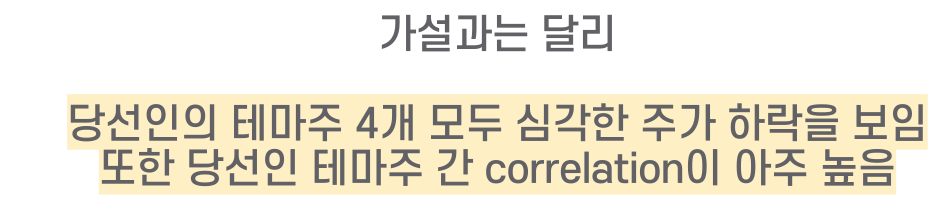 가설과는 달리
당선인의 테마주 4개 모두 심각한 주가 하락을 보임
또한 당선인 테마주 간 correlation이 아주 높음